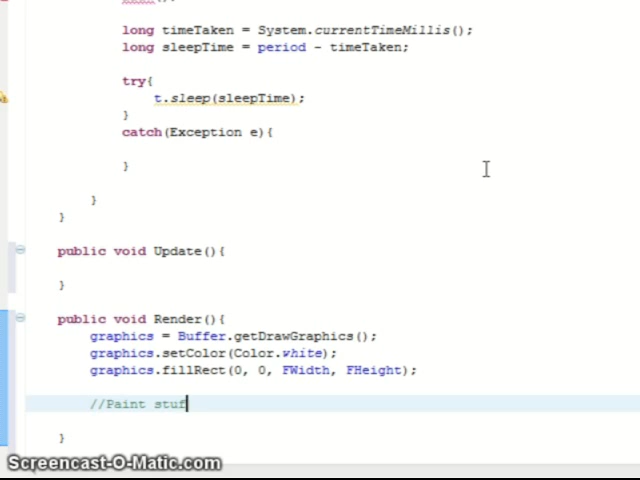 long timeTaken = System.currentTimeMillis();
long sleepTime = period - timeTaken;
try{
t.sleep(sleepTime);
}
catch(Exception e){
}
}
}
public void Update(){
}
public void Render(){
graphics = Buffer.getDrawGraphics();
graphics.setColor(Color.white);
graphics.fillRect(0, 0, FWidth, FHeight);
//Paint stuf
}
Screencast-O-Matic.com